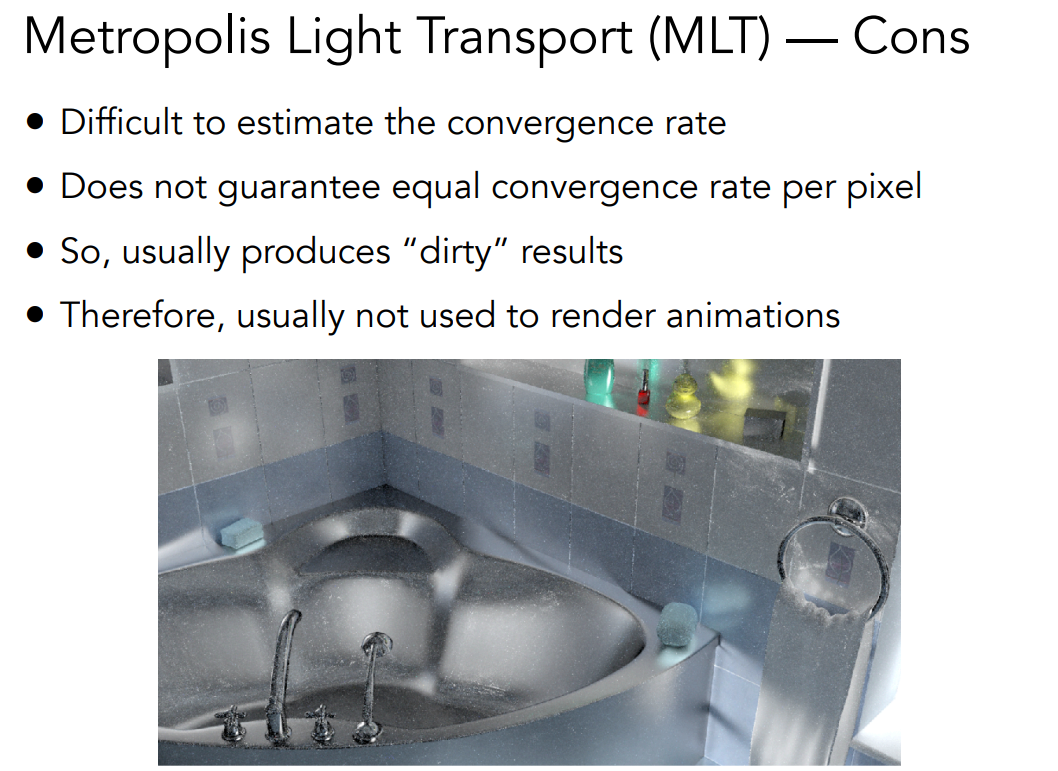 Metropolis Light Transport (MLT) — Cons
• Difficult to estimate the convergence rate
• Does not guarantee equal convergence rate per pixel
• So, usually produces “dirty” results
• Therefore, usually not used to render animations